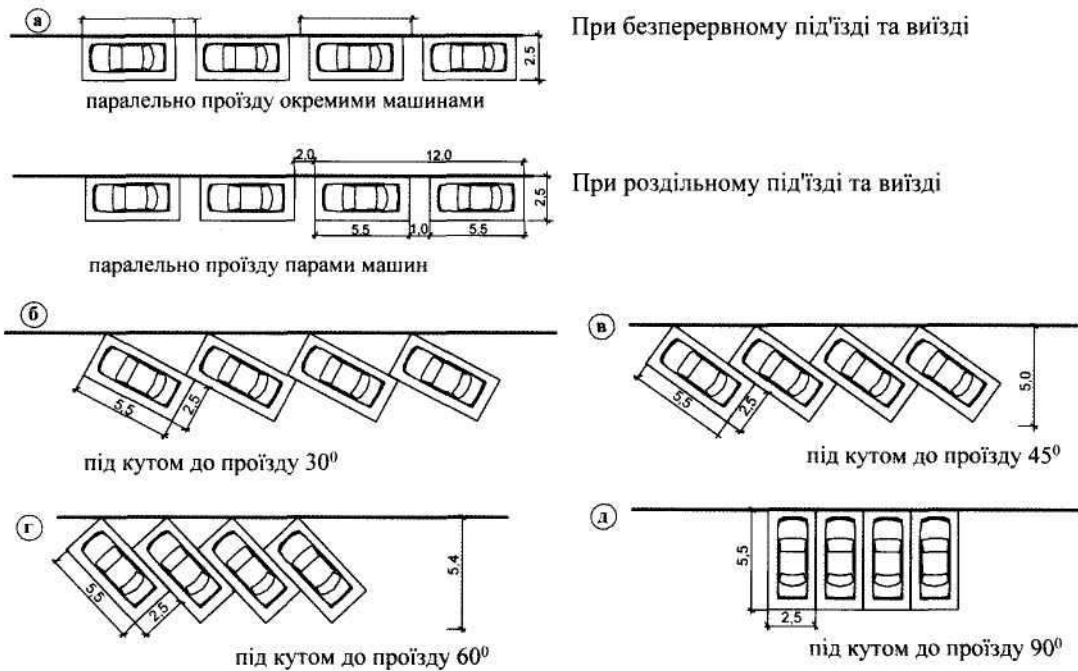 а
При безперервному під'їзді та виїзді
2,5
паралельно проїзду окремими машинами
2,0
12,0
При роздільному під'їзді та виїзді
2,5
5,5
1,0
5,5
паралельно проїзду парами машин
б
5,5
2,5
під кутом до проїзду 30⁰
в
5,5
2,5
5,0
під кутом до проїзду 45⁰
г
5,5
2,5
5,4
під кутом до проїзду 60⁰
д
5,5
2,5
під кутом до проїзду 90⁰